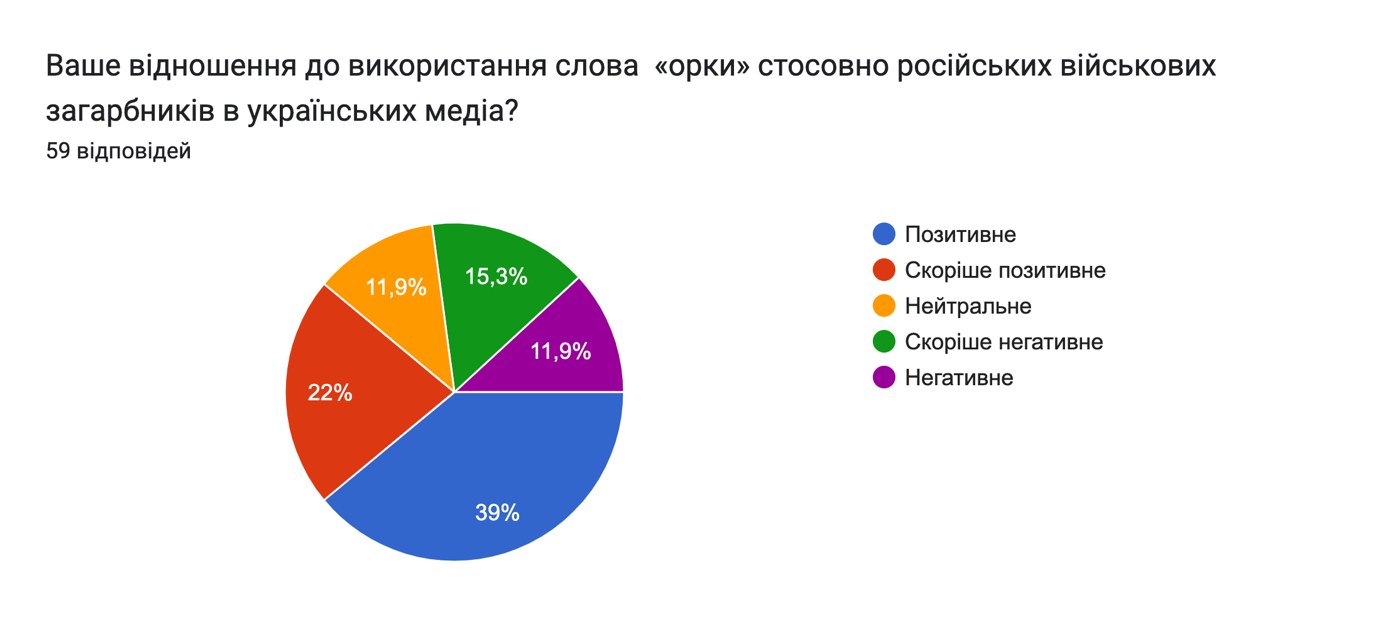 Ваше відношення до використання слова  «орки» стосовно російських військових
загарбників в українських медіа?
59 відповідей
Позитивне
Скоріше позитивне
Нейтральне
Скоріше негативне
Негативне
15,3%
11,9%
11,9%
22%
39%